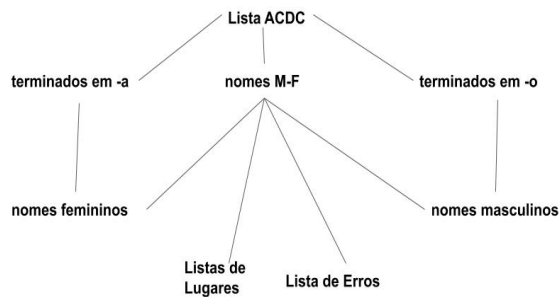 Lista ACDC
terminados em -a
nomes M-F
terminados em -o
nomes femininos
nomes masculinos
Listas de
Lugares
Lista de Erros